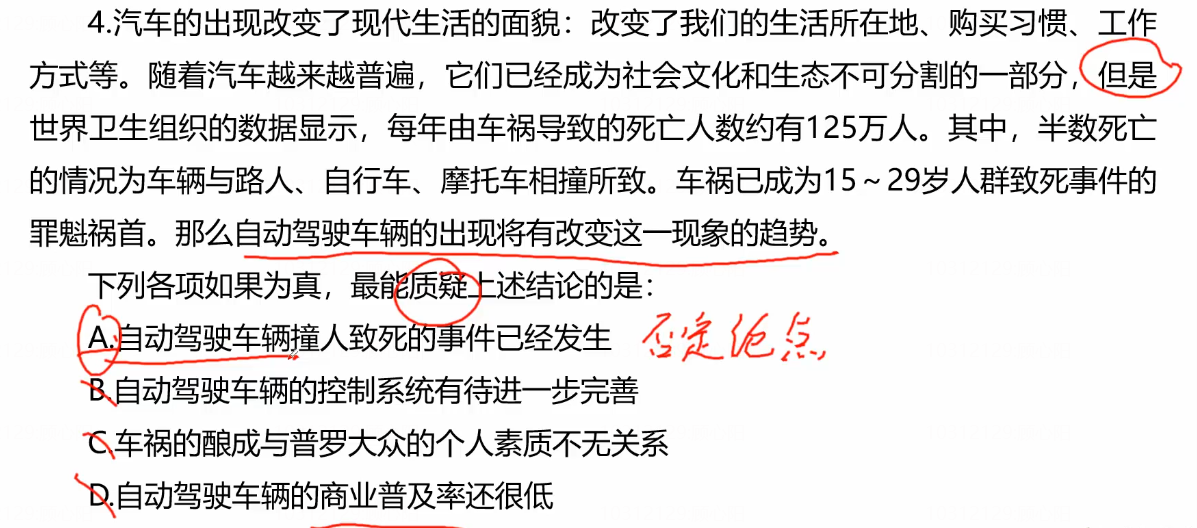 4.汽车的出现改变了现代生活的面貌：改变了我们的生活所在地、购买习惯、工作
方式等。随着汽车越来越普遍，它们已经成为社会文化和生态不可分割的一部分，但是
世界卫生组织的数据显示，每年由车祸导致的死亡人数约有125万人。其中，半数死亡
的情况为车辆与路人、自行车、摩托车相撞所致。车祸已成为15～29岁人群致死事件的
罪魁祸首。那么自动驾驶车辆的出现将有改变这一现象的趋势。
下列各项如果为真，最能质疑上述结论的是：
A.自动驾驶车辆撞人致死的事件已经发生 否定论点
B.自动驾驶车辆的控制系统有待进一步完善
C.车祸的酿成与普罗大众的个人素质不无关系
D.自动驾驶车辆的商业普及率还很低